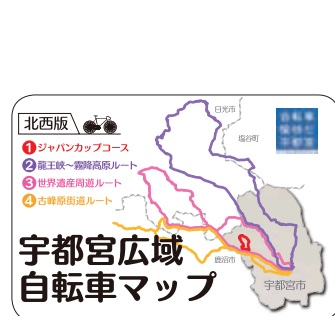 北西版
1 ジャパンカップコース
2 龍王峡〜霧降高原ルート
3 世界遺産周遊ルート
4 古峰原街道ルート
日光市
塩谷町
鹿沼市
宇都宮市
宇都宮広域
自転車マップ